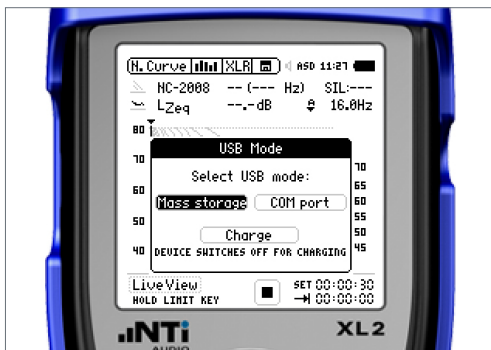 N. Curve XLR ASD 11:27
NC-2008 --(--- Hz) SIL:---
LZeq --.-dB 16.0Hz
80
USB Mode
70 70
Select USB mode:
65
60 Mass storage COM port 60
55
50 Charge 50
40 DEVICE SWITCHES OFF FOR CHARGING 45
LiveView SET 00:00:30
HOLD LIMIT KEY 00:00:00
NTi XL2
AUDIO